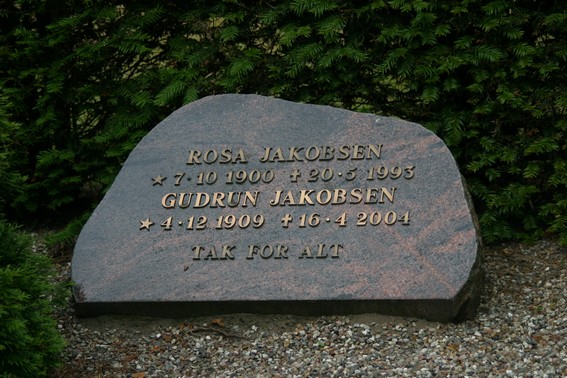 ROSA JAKOBSEN
★ 7·10 1900 ✝ 20·5 1993
GUDRUN JAKOBSEN
★ 4·12 1909 ✝ 16·4 2004
TAK FOR ALT